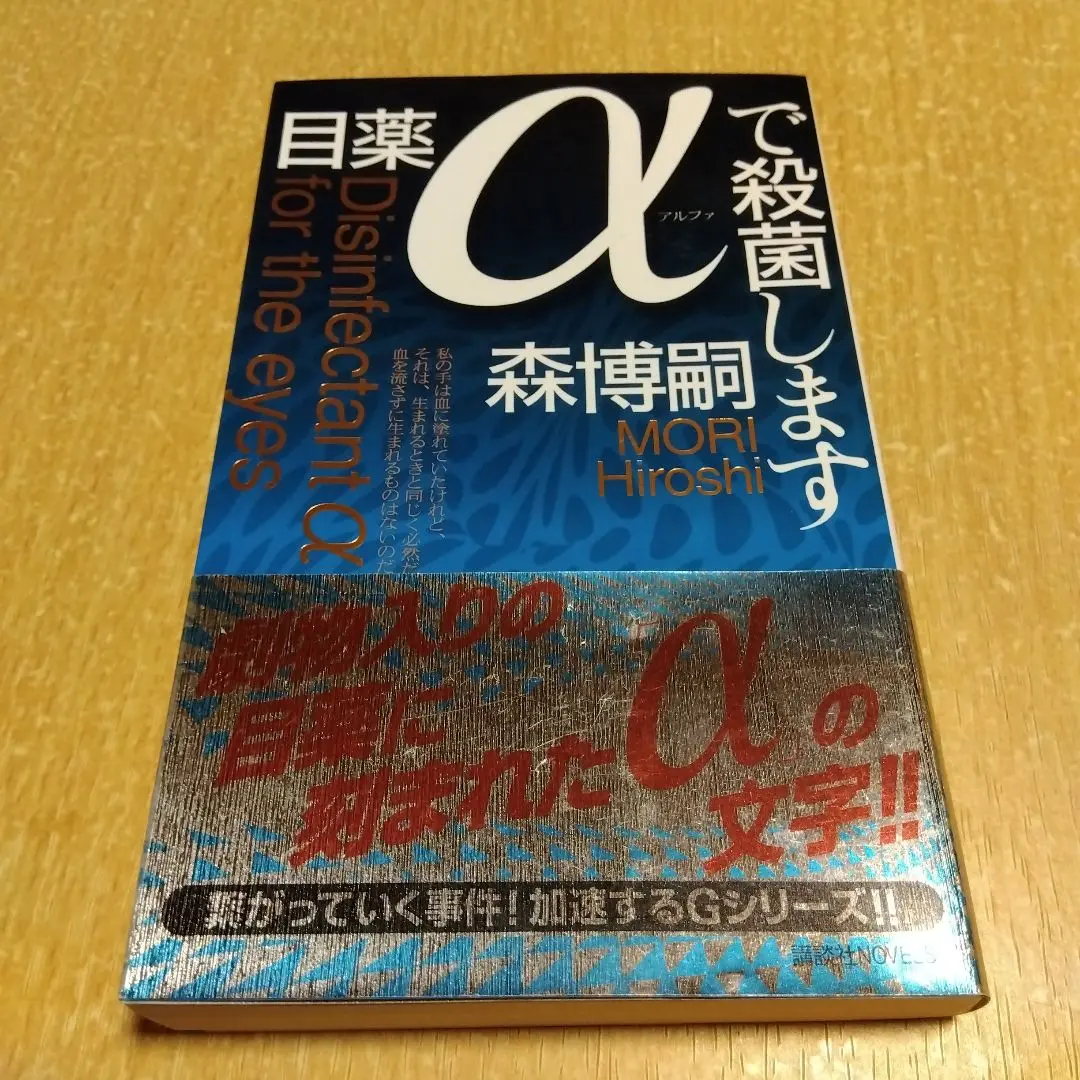 目薬
α
アルファ
で殺菌します
Disinfectant α
for the eyes
森博嗣
MORI
Hiroshi
私の手は血に塗れていたけれど、
それは、生まれるときと同じく必然だ
血を流さずに生まれるものはないのだ
劇物入りの
目薬に
刻まれた
「α」の
文字!!
繋がっていく事件！加速するGシリーズ!!
講談社NOVELS